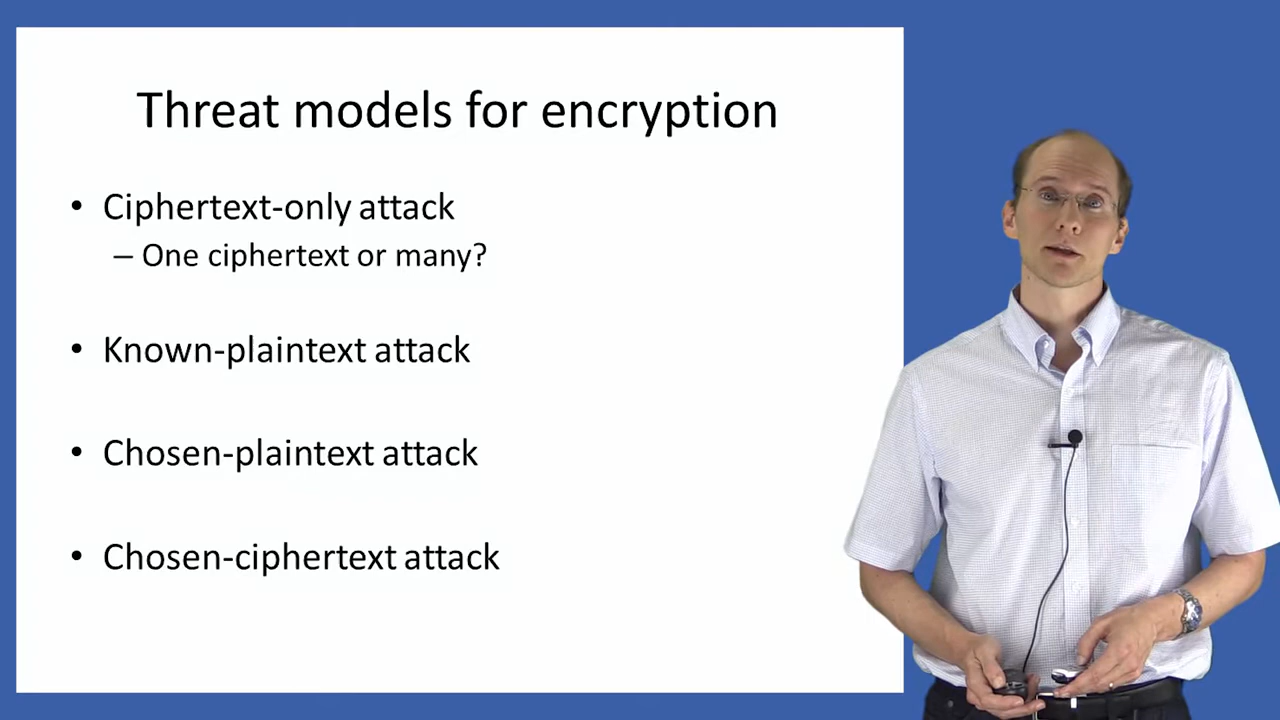 Threat models for encryption
• Ciphertext-only attack
– One ciphertext or many?
• Known-plaintext attack
• Chosen-plaintext attack
• Chosen-ciphertext attack